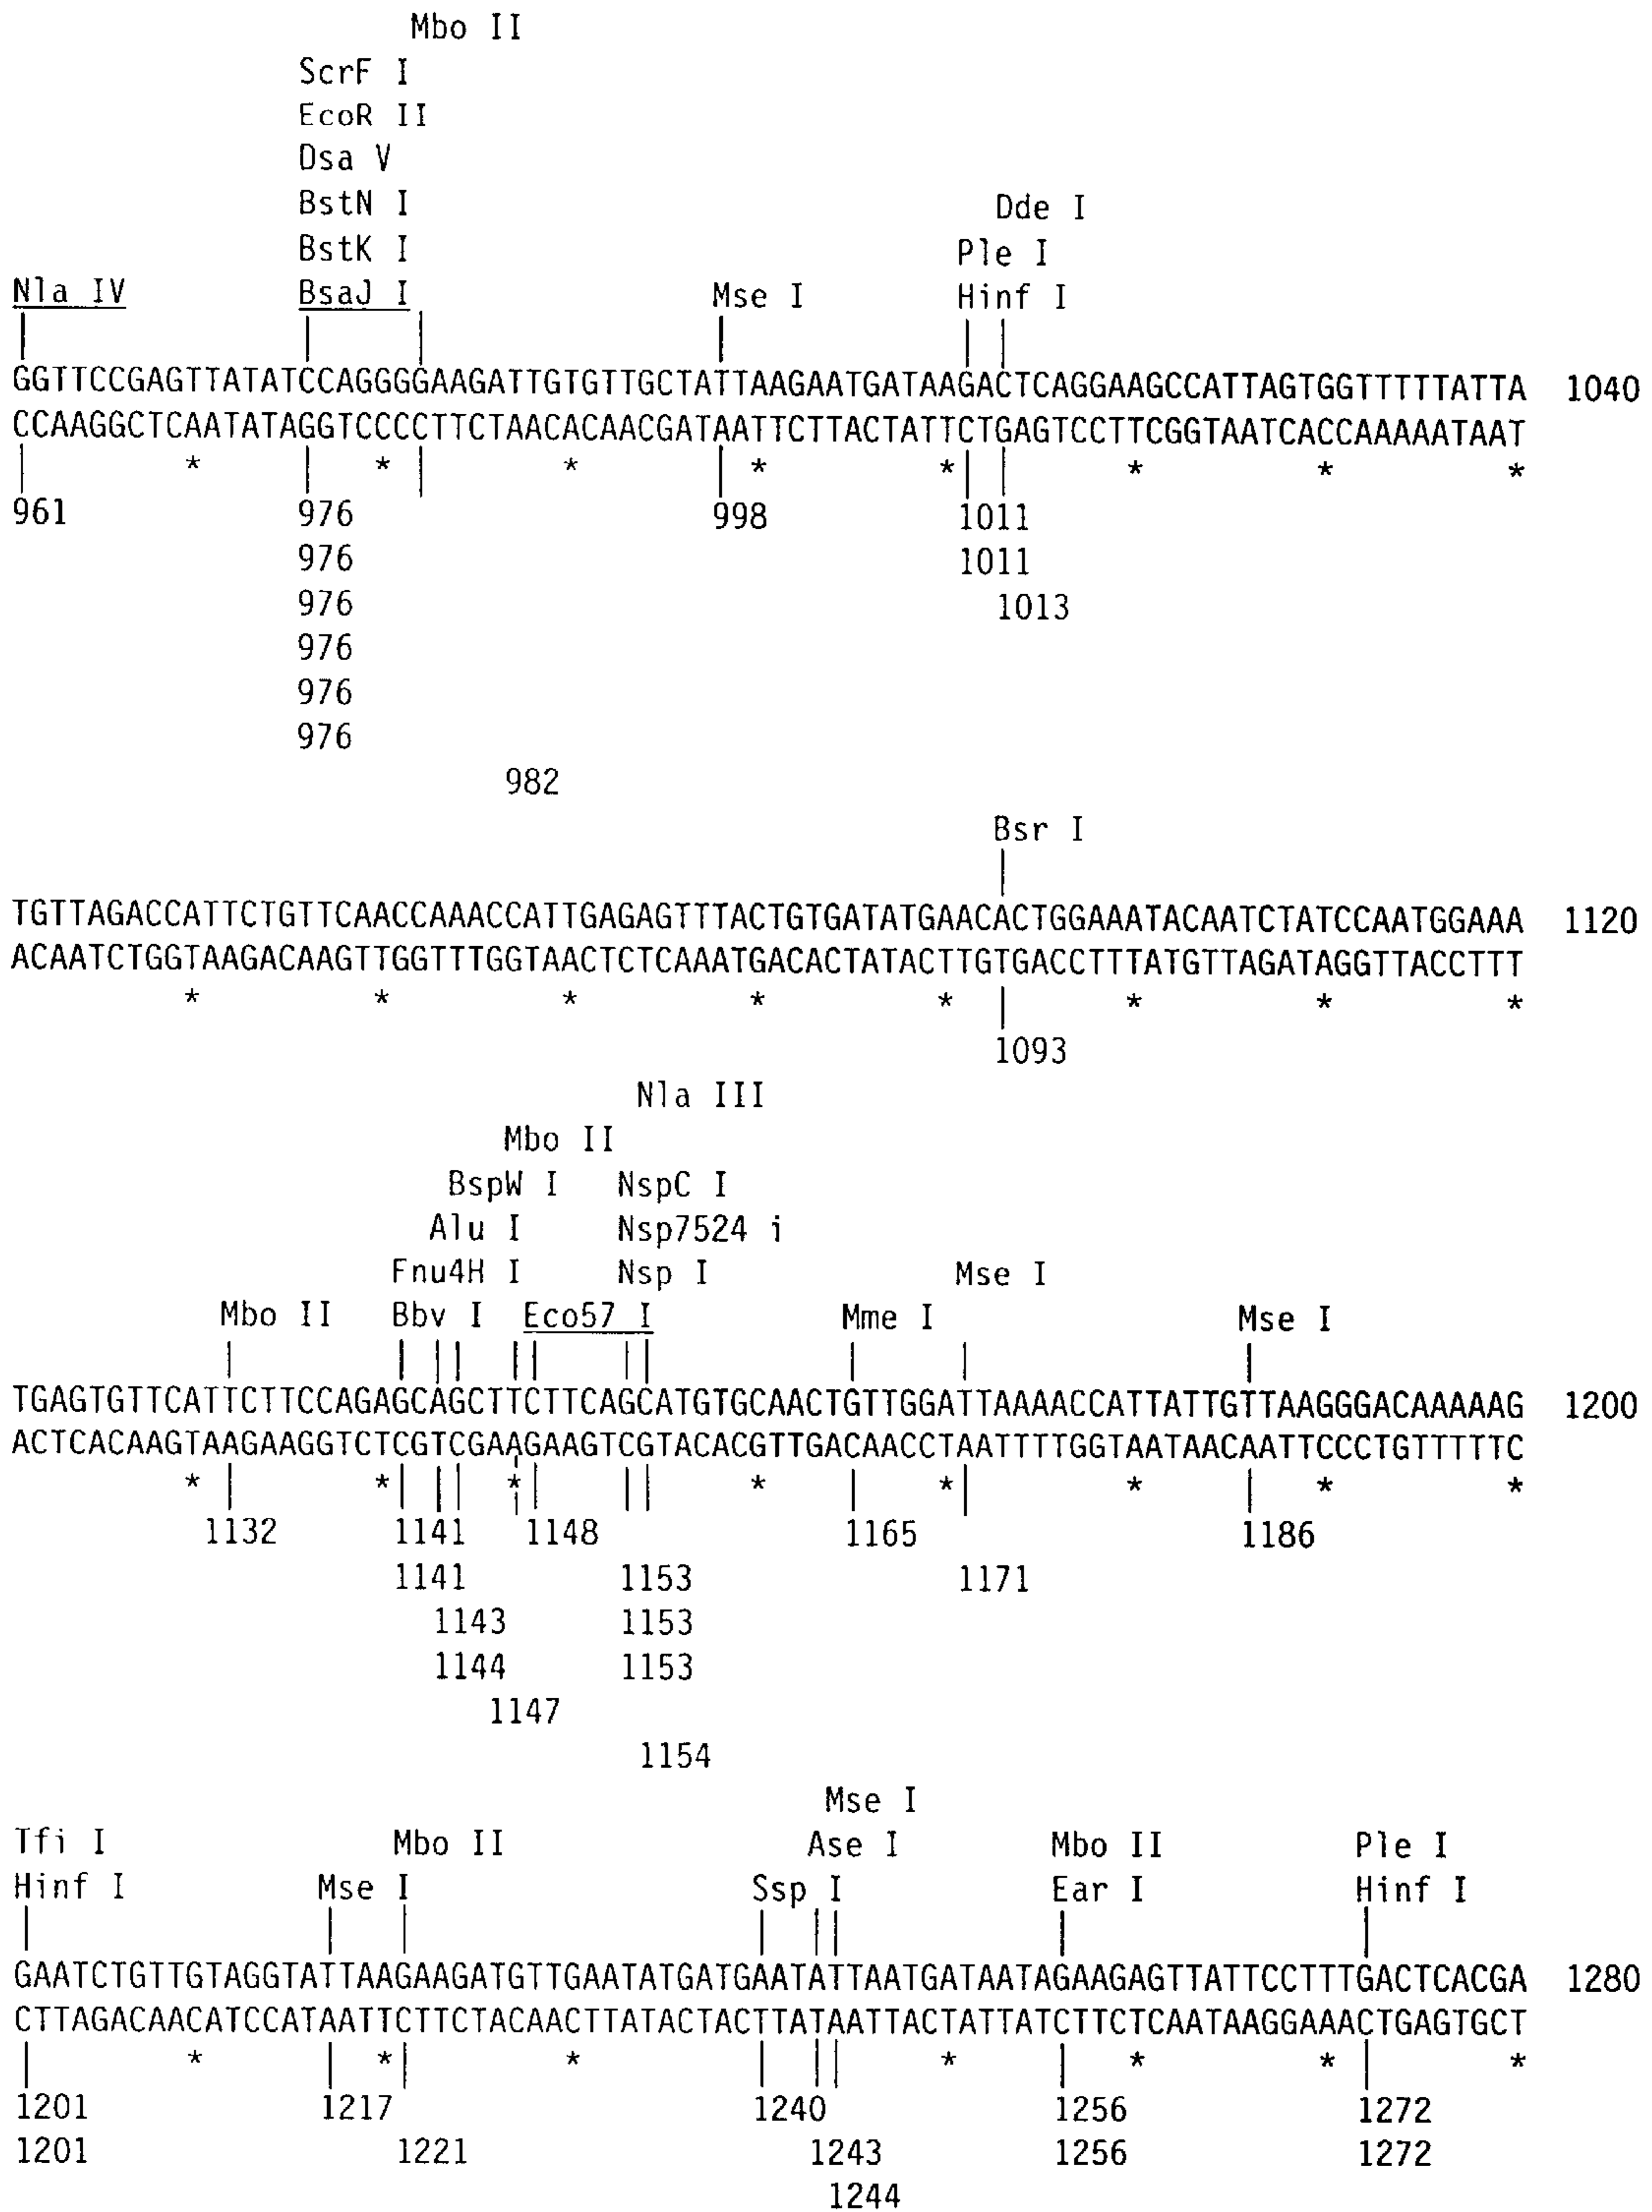 Mbo II
ScrF I
EcoR II
Dsa V
BstN I
Dde I
BstK I
Ple I
Nla IV BsaJ I Mse I Hinf I
GGTTCCGAGTTATATCCAGGGGAAGATTGTGTTGCTATTAAGAATGATAAGACTCAGGAAGCCATTAGTGGTTTTTATTA 1040
CCAAGGCTCAATATAGGTCCCCTTCTAACACAACGATAATTCTTACTATTCTGAGTCCTTCGGTAATCACCAAAAATAAT
* * * * * * * *
961 976 998 1011
976 1011
976 1013
976
976
976
982
Bsr I
TGTTAGACCATTCTGTTCAACCAAACCATTGAGAGTTTACTGTGATATGAACACTGGAAATACAATCTATCCAATGGAAA 1120
ACAATCTGGTAAGACAAGTTGGTTTGGTAACTCTCAAATGACACTATACTTGTGACCTTTATGTTAGATAGGTTACCTTT
* * * * * * * *
1093
Nla III
Mbo II
BspW I NspC I
Alu I Nsp7524 i
Fnu4H I Nsp I Mse I
Mbo II Bbv I Eco57 I Mme I Mse I
TGAGTGTTCATTCTTCCAGAGCAGCTTCTTCAGCATGTGCAACTGTTGGATTAAAACCATTATTGTTAAGGGACAAAAAG 1200
ACTCACAAGTAAGAAGGTCTCGTCGAAGAAGTCGTACACGTTGACAACCTAATTTTGGTAATAACAATTCCCTGTTTTTC
* * * * * * * *
1132 1141 1148 1165 1186
1141 1153 1171
1143 1153
1144 1153
1147
1154
Mse I
Tfi I Mbo II Ase I Mbo II Ple I
Hinf I Mse I Ssp I Ear I Hinf I
GAATCTGTTGTAGGTATTAAGAAGATGTTGAATATGATGAATATTAATGATAATAGAAGAGTTATTCCTTTGACTCACGA 1280
CTTAGACAACATCCATAATTCTTCTACAACTTATACTACTTATAATTACTATTATCTTCTCAATAAGGAAACTGAGTGCT
* * * * * * *
1201 1217 1240 1256 1272
1201 1221 1243 1256 1272
1244